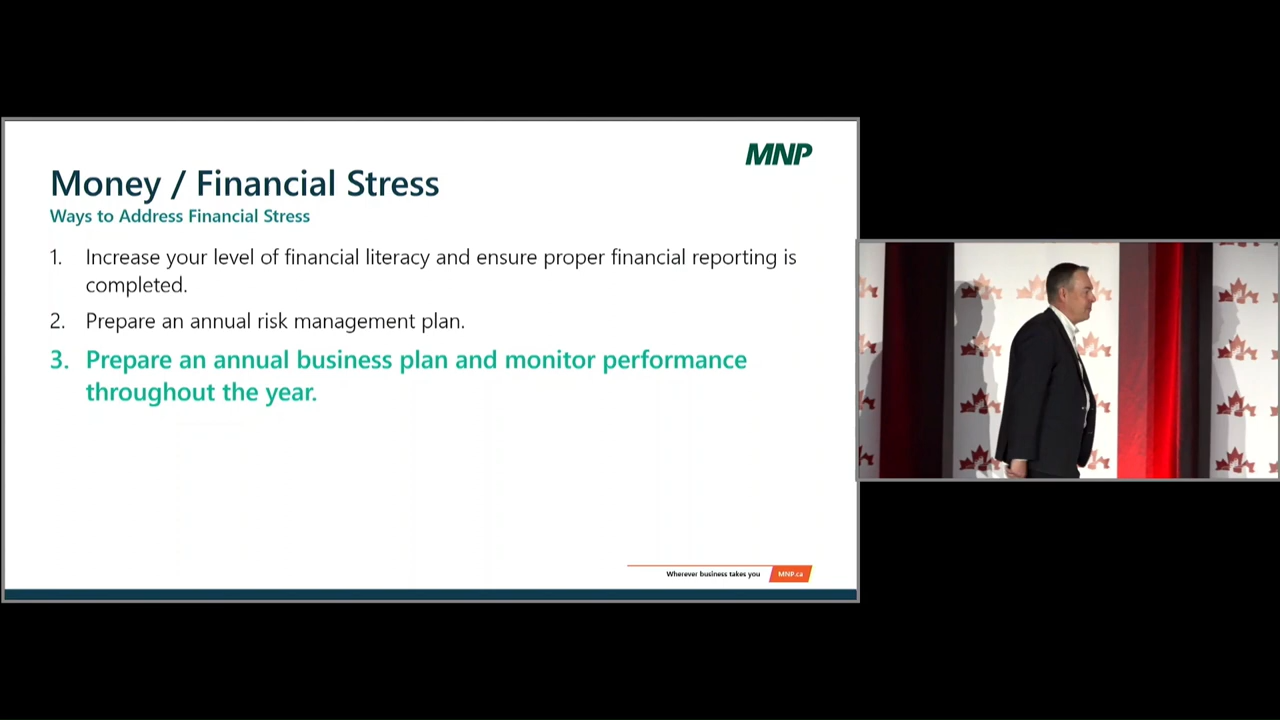 MNP
Money / Financial Stress
Ways to Address Financial Stress
1. Increase your level of financial literacy and ensure proper financial reporting is
completed.
2. Prepare an annual risk management plan.
3. Prepare an annual business plan and monitor performance
throughout the year.
Wherever business takes you
MNP.ca